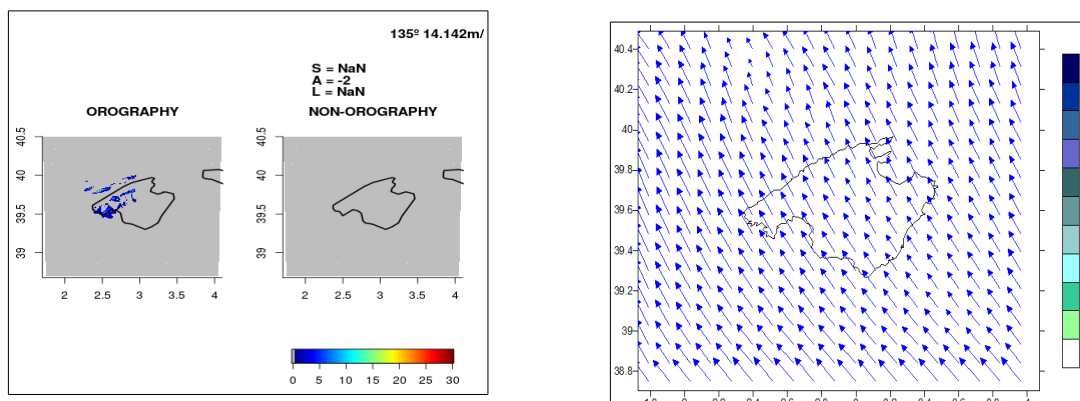 135º 14.142m/
S = NaN
A = -2
L = NaN
OROGRAPHY NON-OROGRAPHY
40.5 40 39.5 39
2 2.5 3 3.5 4
40.5 40 39.5 39
2 2.5 3 3.5 4
0 5 10 15 20 25 30
40.4
40.2
40
39.8
39.6
39.4
39.2
39
38.8